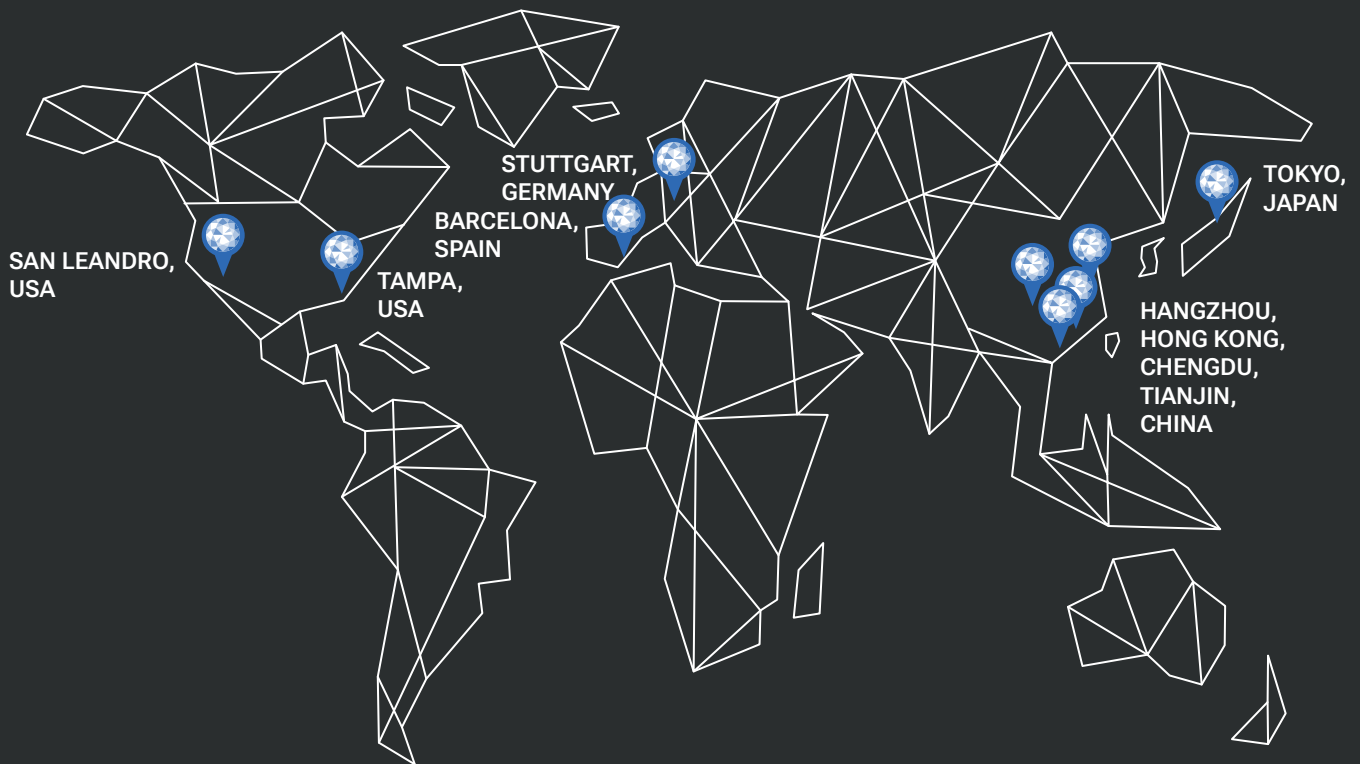 STUTTGART,
GERMANY
BARCELONA,
SPAIN
SAN LEANDRO,
USA
TAMPA,
USA
TOKYO,
JAPAN
HANGZHOU,
HONG KONG,
CHENGDU,
TIANJIN,
CHINA